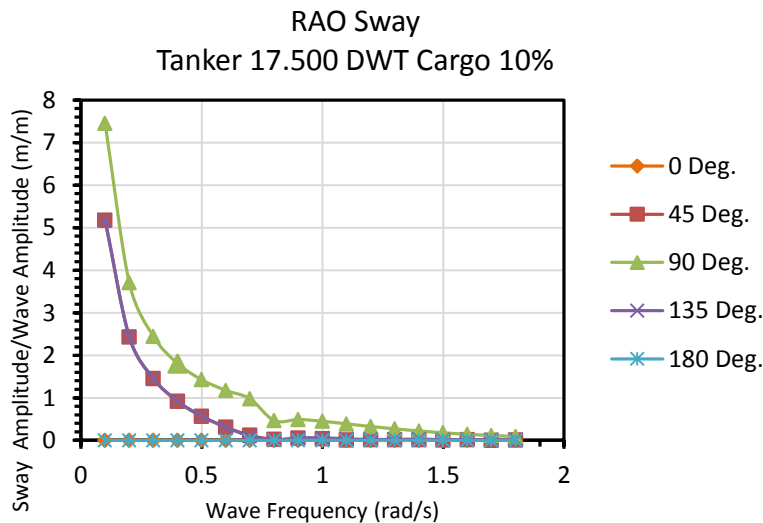 RAO Sway
Tanker 17.500 DWT Cargo 10%
Sway Amplitude/Wave Amplitude (m/m)
8
7
6
5
4
3
2
1
0
0
0.5
1
1.5
2
Wave Frequency (rad/s)
0 Deg.
45 Deg.
90 Deg.
135 Deg.
180 Deg.